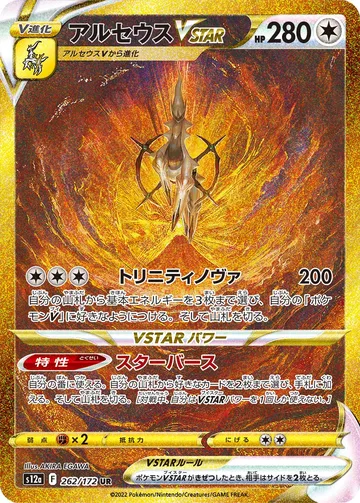 V進化
アルセウスVSTAR
HP 280
アルセウスVから進化
トリニティノヴァ 200
自分の山札から基本エネルギーを3枚まで選び、自分の「ポケ
モンV」に好きなようにつける。そして山札を切る。
VSTARパワー
特性 スターバース
とくせい
自分の番に使える。自分の山札から好きなカードを2枚まで選び、手札に加
える。そして山札を切る。[対戦中、自分はVSTARパワーを1回しか使えない。]
弱点 ×2 抵抗力 にげる
Illus. AKIRA EGAWA
s12a F 262/172 UR
VSTARルール
ポケモンVSTARがきぜつしたとき、相手はサイドを2枚とる。
©2022 Pokémon/Nintendo/Creatures/GAME FREAK.